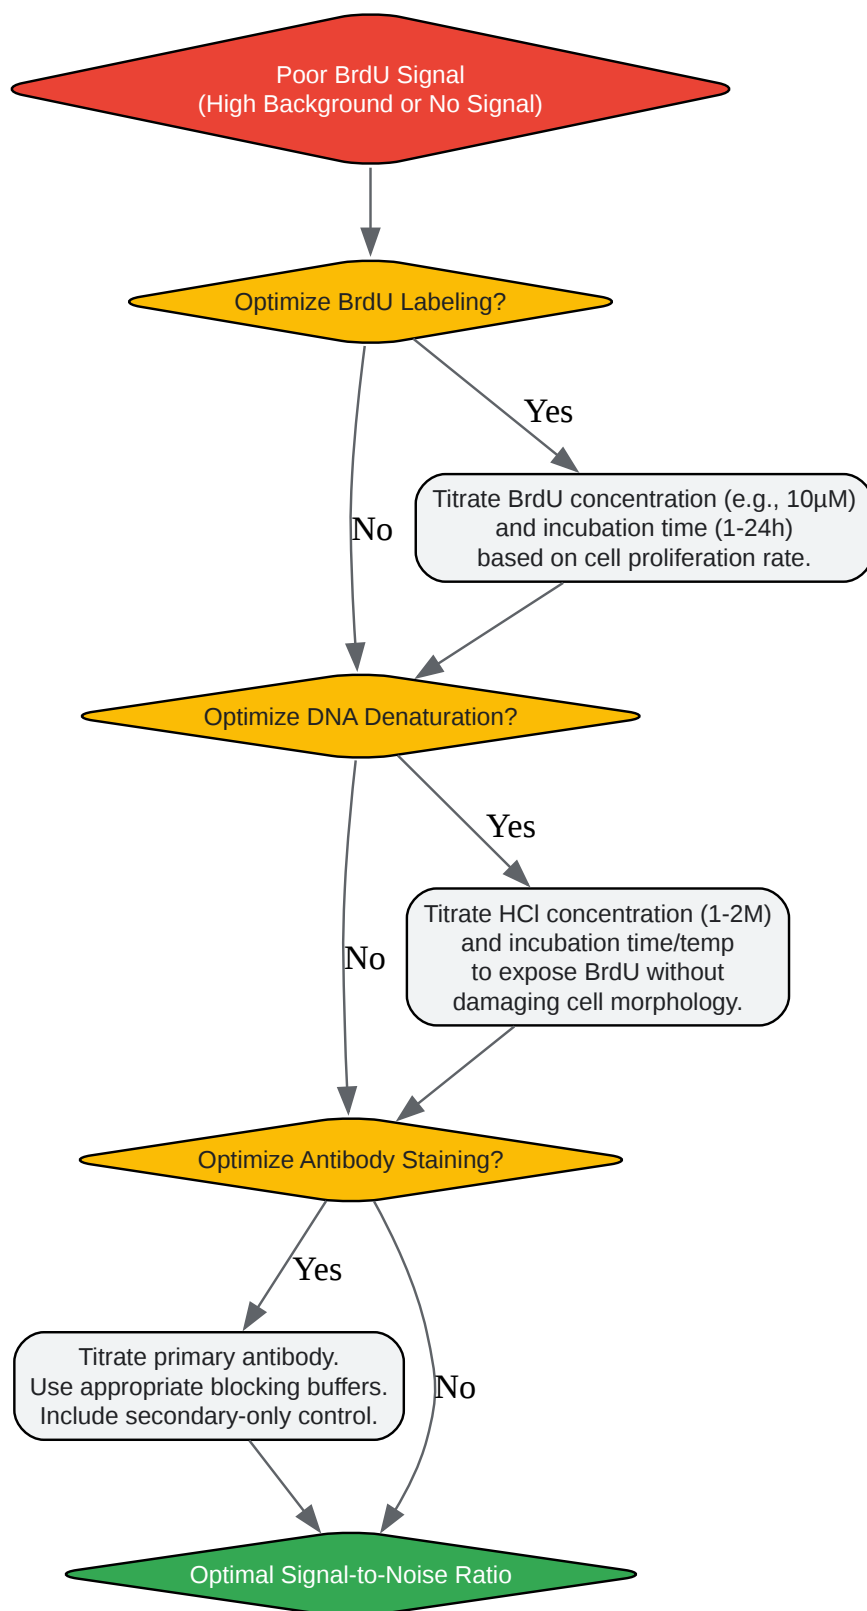 Poor BrdU Signal
(High Background or No Signal)
Optimize BrdU Labeling?
Yes
Titrate BrdU concentration (e.g., 10µM)
and incubation time (1-24h)
based on cell proliferation rate.
No
Optimize DNA Denaturation?
Yes
Titrate HCl concentration (1-2M)
and incubation time/temp
to expose BrdU without
damaging cell morphology.
No
Optimize Antibody Staining?
Yes
Titrate primary antibody.
Use appropriate blocking buffers.
Include secondary-only control.
No
Optimal Signal-to-Noise Ratio